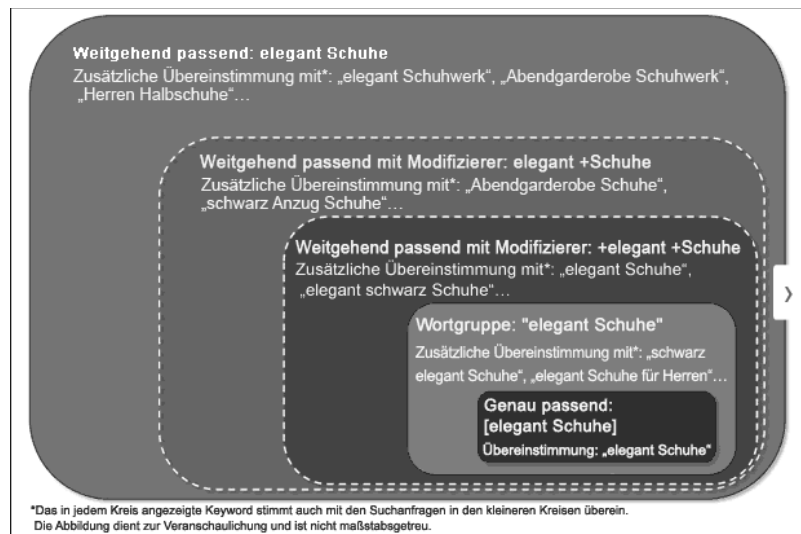 Weitgehend passend: elegant Schuhe
Zusätzliche Übereinstimmung mit*: „elegant Schuhwerk“, „Abendgarderobe Schuhwerk“,
„Herren Halbschuhe“...
Weitgehend passend mit Modifizierer: elegant +Schuhe
Zusätzliche Übereinstimmung mit*: „Abendgarderobe Schuhe“,
„schwarz Anzug Schuhe“...
Weitgehend passend mit Modifizierer: +elegant +Schuhe
Zusätzliche Übereinstimmung mit*: „elegant Schuhe“,
„elegant schwarz Schuhe“...
Wortgruppe: "elegant Schuhe"
Zusätzliche Übereinstimmung mit*: „schwarz
elegant Schuhe“, „elegant Schuhe für Herren“...
Genau passend:
[elegant Schuhe]
Übereinstimmung: „elegant Schuhe“
*Das in jedem Kreis angezeigte Keyword stimmt auch mit den Suchanfragen in den kleineren Kreisen überein.
Die Abbildung dient zur Veranschaulichung und ist nicht maßstabsgetreu.